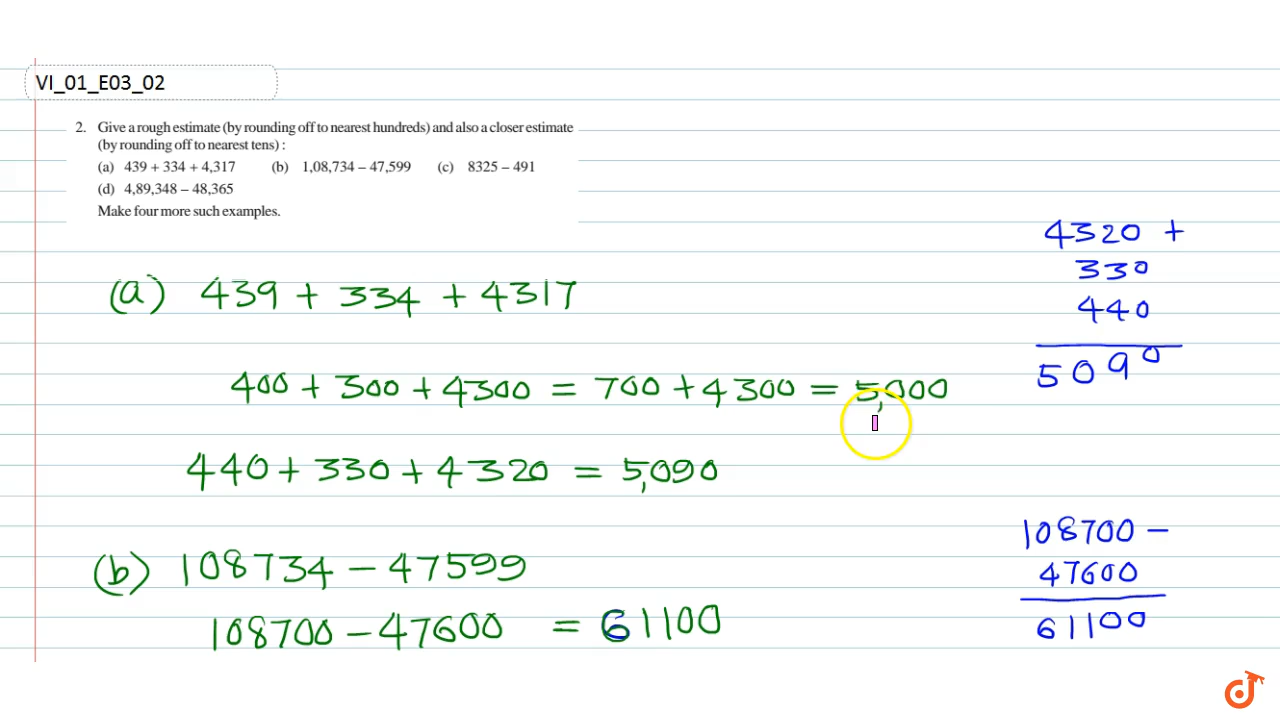 VI_01_E03_02
2. Give a rough estimate (by rounding off to nearest hundreds) and also a closer estimate
(by rounding off to nearest tens) :
(a) 439 + 334 + 4,317 (b) 1,08,734 – 47,599 (c) 8325 – 491
(d) 4,89,348 – 48,365
Make four more such examples.
4320 +
330
440
5090
(a) 439 + 334 + 4317
400 + 300 + 4300 = 700 + 4300 = 5,000
440 + 330 + 4320 = 5,090
(b) 108734 – 47599
108700 – 47600 = 61100
108700 –
47600
61100